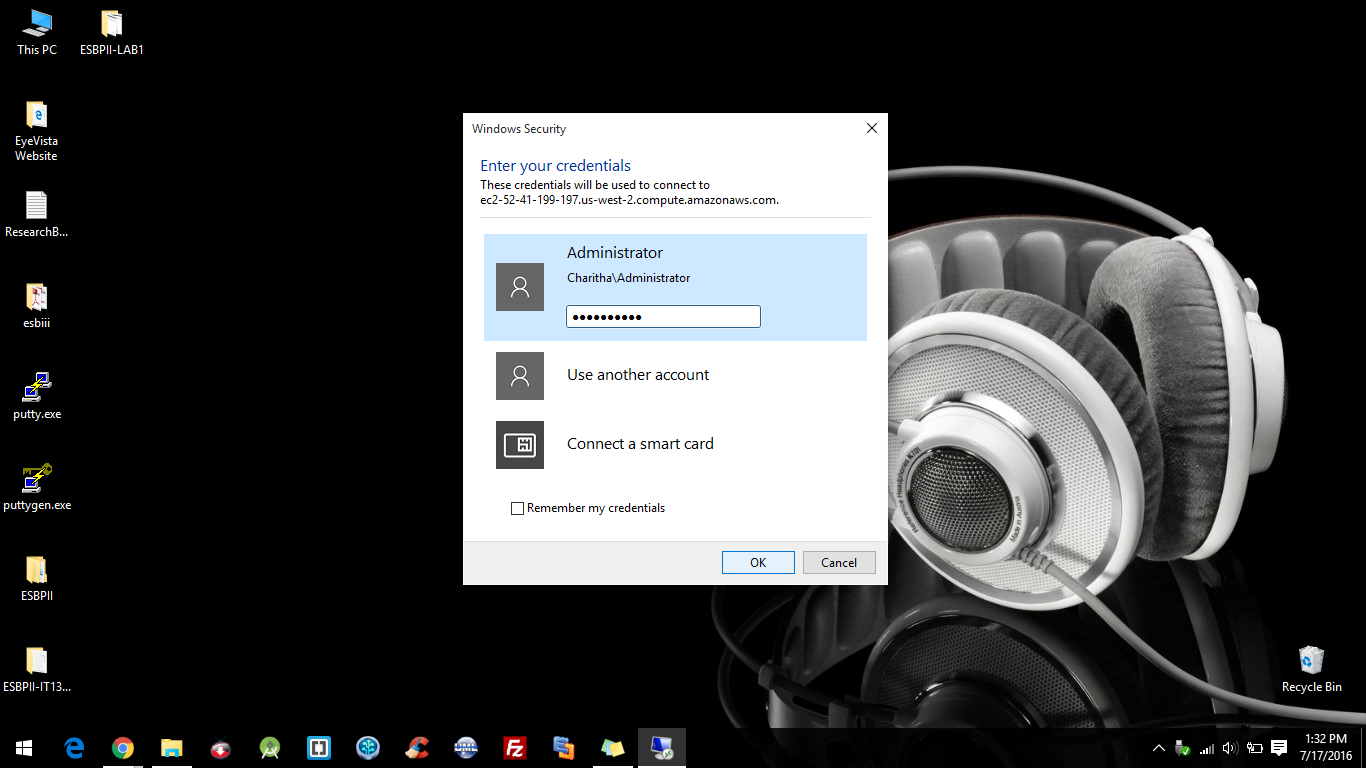 This PC
ESBPII-LAB1
EyeVista
Website
ResearchB...
esbiii
putty.exe
puttygen.exe
ESBPII
ESBPII-IT13...
Windows Security
Enter your credentials
These credentials will be used to connect to
ec2-52-41-199-197.us-west-2.compute.amazonaws.com.
Administrator
Charitha\Administrator
Use another account
Connect a smart card
Remember my credentials
OK
Cancel
Reference Headphones K701
Made in Austria
Recycle Bin
1:32 PM
7/17/2016